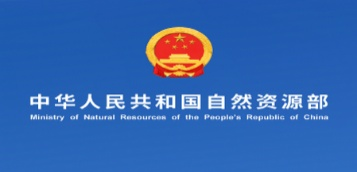 中华人民共和国自然资源部
Ministry of Natural Resources of the People's Republic of China